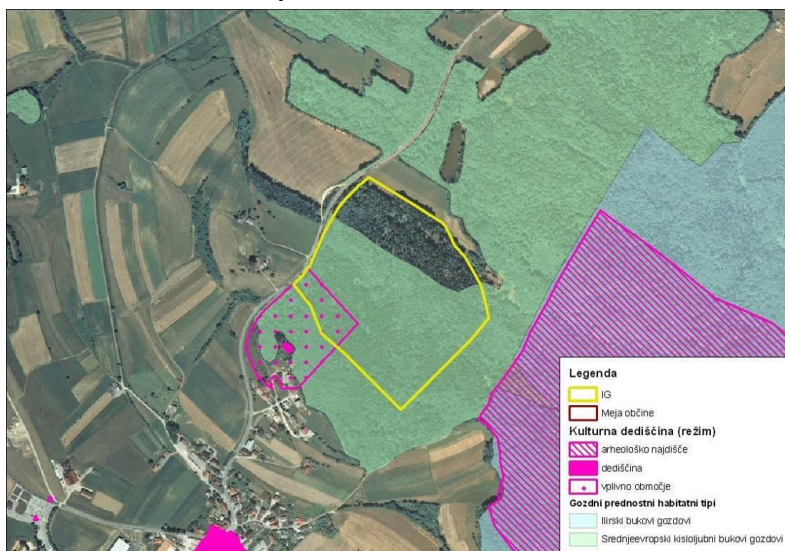 Legenda
IG
Meja občine
Kulturna dediščina (režim)
arheološko najdišče
dediščina
vplivno območje
Gozdni prednostni habitatni tipi
Ilirski bukovi gozdovi
Srednjeevropski kisloljubni bukovi gozdovi